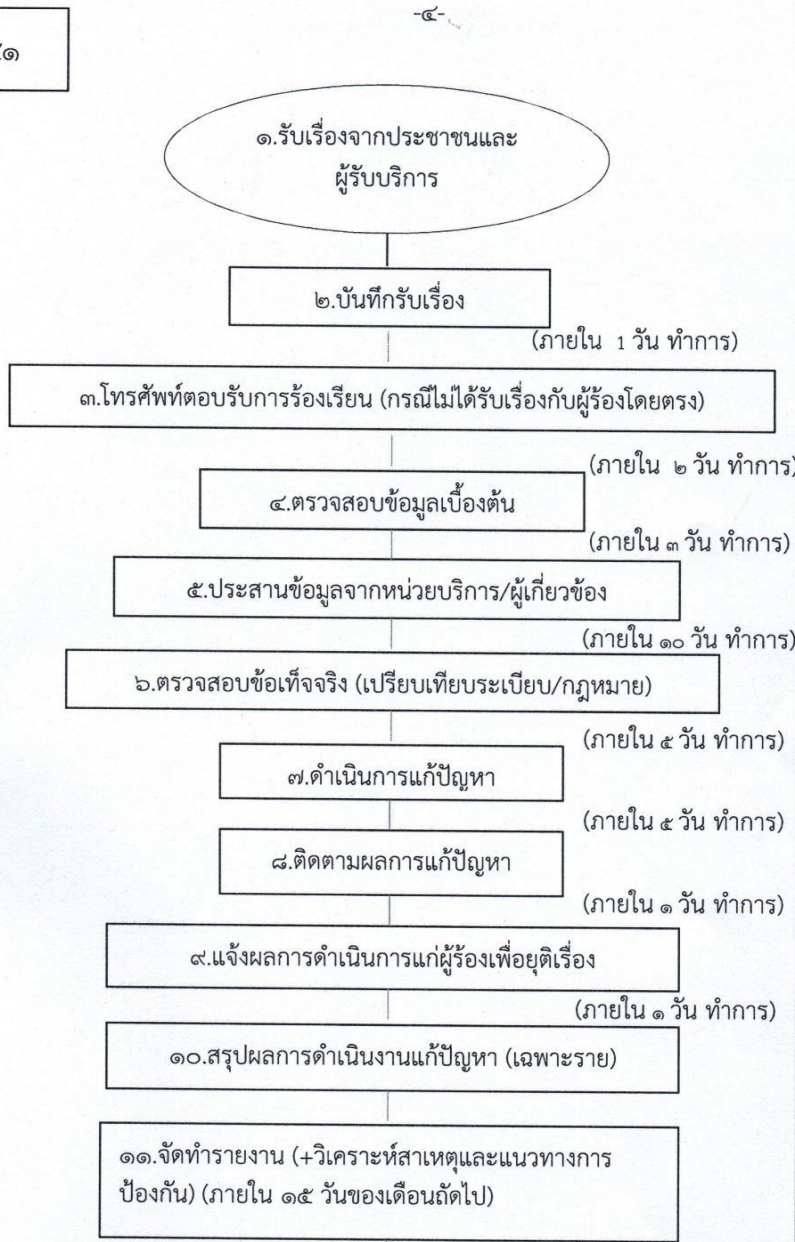 -๔-
๑.รับเรื่องจากประชาชนและ
ผู้รับบริการ
๒.บันทึกรับเรื่อง
(ภายใน 1 วัน ทำการ)
๓.โทรศัพท์ตอบรับการร้องเรียน (กรณีไม่ได้รับเรื่องกับผู้ร้องโดยตรง)
(ภายใน ๒ วัน ทำการ)
๔.ตรวจสอบข้อมูลเบื้องต้น
(ภายใน ๓ วัน ทำการ)
๕.ประสานข้อมูลจากหน่วยบริการ/ผู้เกี่ยวข้อง
(ภายใน ๑๐ วัน ทำการ)
๖.ตรวจสอบข้อเท็จจริง (เปรียบเทียบระเบียบ/กฎหมาย)
(ภายใน ๕ วัน ทำการ)
๗.ดำเนินการแก้ปัญหา
(ภายใน ๕ วัน ทำการ)
๘.ติดตามผลการแก้ปัญหา
(ภายใน ๑ วัน ทำการ)
๙.แจ้งผลการดำเนินการแก่ผู้ร้องเพื่อยุติเรื่อง
(ภายใน ๑ วัน ทำการ)
๑๐.สรุปผลการดำเนินงานแก้ปัญหา (เฉพาะราย)
๑๑.จัดทำรายงาน (+วิเคราะห์สาเหตุและแนวทางการ
ป้องกัน) (ภายใน ๑๕ วันของเดือนถัดไป)